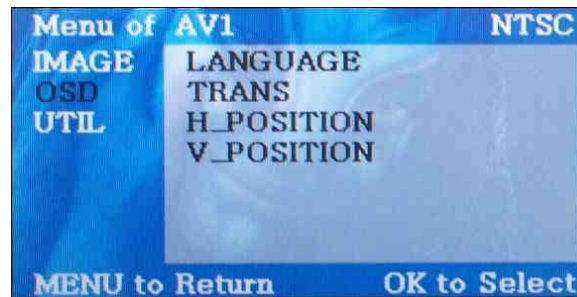 Menu of AV1 NTSC
IMAGE LANGUAGE
OSD TRANS
UTIL H_POSITION
V_POSITION
MENU to Return OK to Select